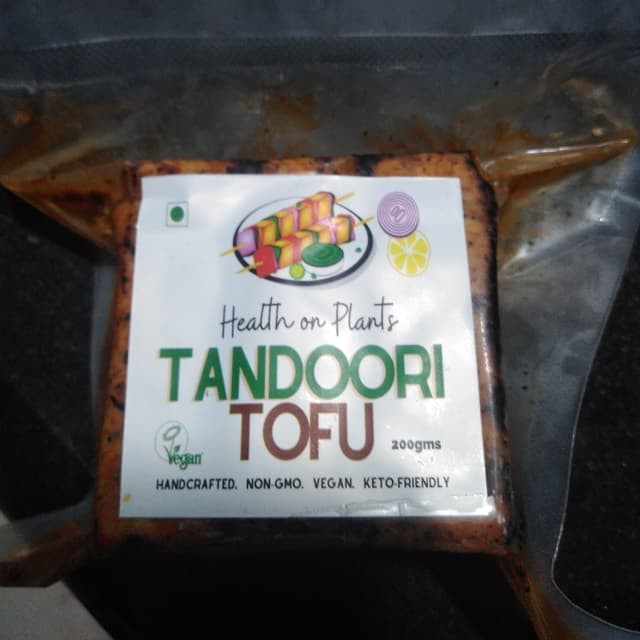 Health on Plants
TANDOORI
TOFU
200gms
Vegan
HANDCRAFTED. NON-GMO. VEGAN. KETO-FRIENDLY